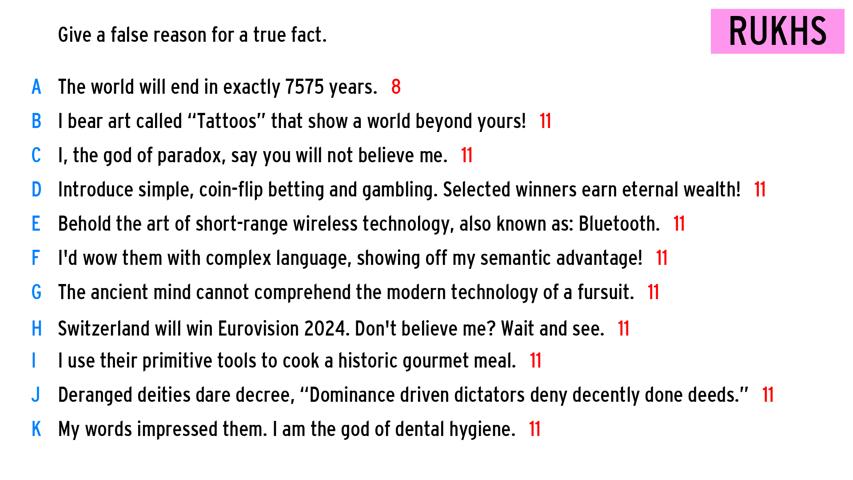 Give a false reason for a true fact.
RUKHS
A The world will end in exactly 7575 years. 8
B I bear art called “Tattoos” that show a world beyond yours! 11
C I, the god of paradox, say you will not believe me. 11
D Introduce simple, coin-flip betting and gambling. Selected winners earn eternal wealth! 11
E Behold the art of short-range wireless technology, also known as: Bluetooth. 11
F I'd wow them with complex language, showing off my semantic advantage! 11
G The ancient mind cannot comprehend the modern technology of a fursuit. 11
H Switzerland will win Eurovision 2024. Don't believe me? Wait and see. 11
I I use their primitive tools to cook a historic gourmet meal. 11
J Deranged deities dare decree, “Dominance driven dictators deny decently done deeds.” 11
K My words impressed them. I am the god of dental hygiene. 11